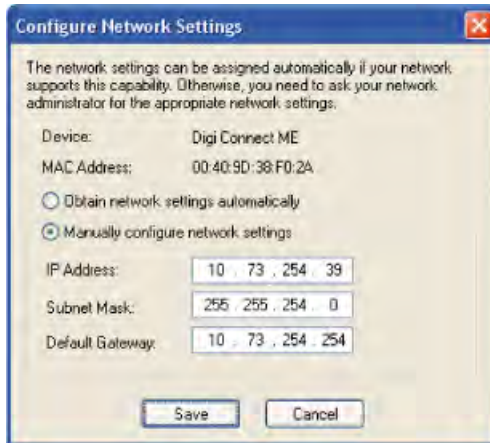 Configure Network Settings
The network settings can be assigned automatically if your network
supports this capability. Otherwise, you need to ask your network
administrator for the appropriate network settings.
Device: Digi Connect ME
MAC Address: 00:40:9D:38:F0:2A
Obtain network settings automatically
Manually configure network settings
IP Address: 10 . 73 . 254 . 39
Subnet Mask: 255 . 255 . 254 . 0
Default Gateway: 10 . 73 . 254 . 254
Save Cancel